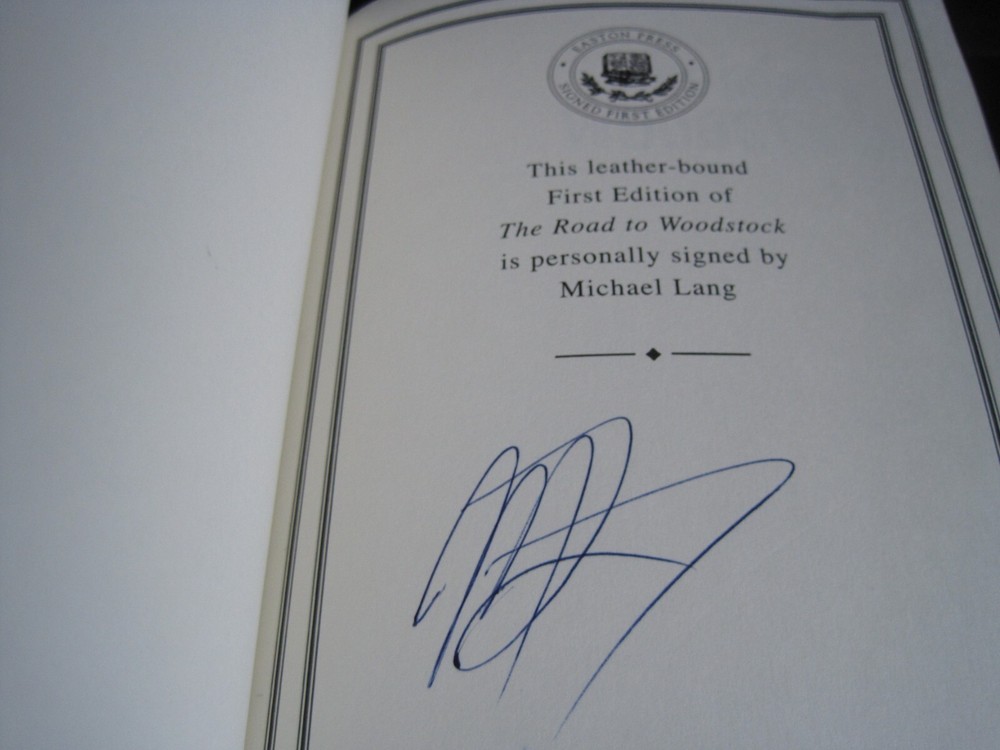 EASTON PRESS
SIGNED FIRST EDITION
This leather-bound
First Edition of
The Road to Woodstock
is personally signed by
Michael Lang